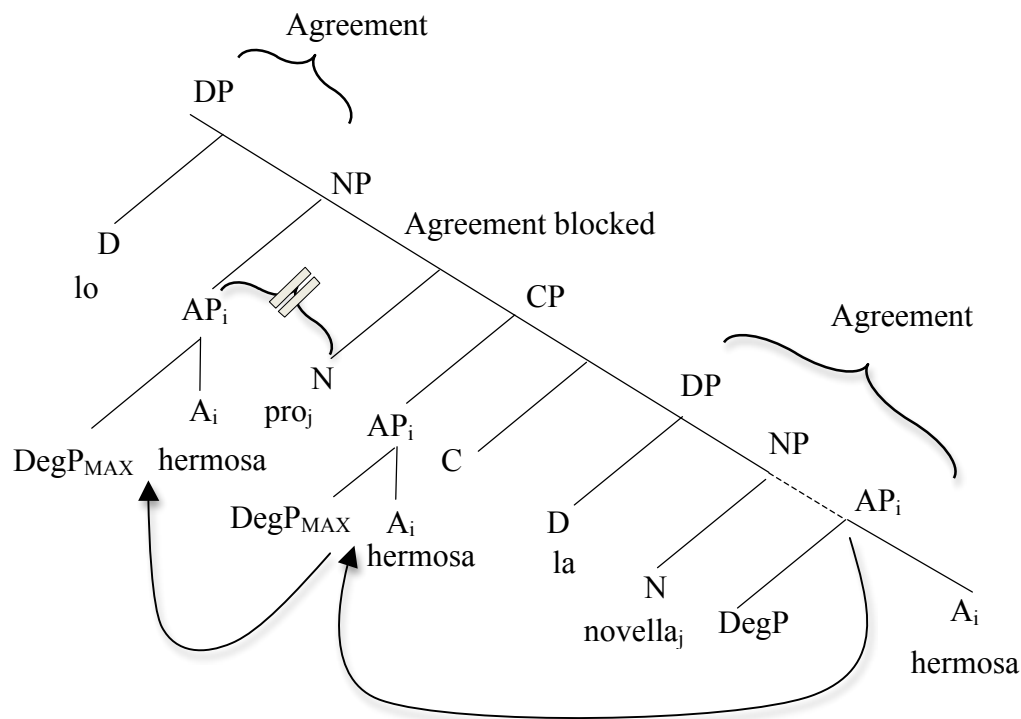 Agreement
DP
NP
Agreement blocked
D
lo
CP
APi
Agreement
N
proj
DP
Ai
hermosa
DegPMAX
APi
C
NP
DegPMAX
Ai
hermosa
D
la
APi
N
novellaj
DegP
Ai
hermosa